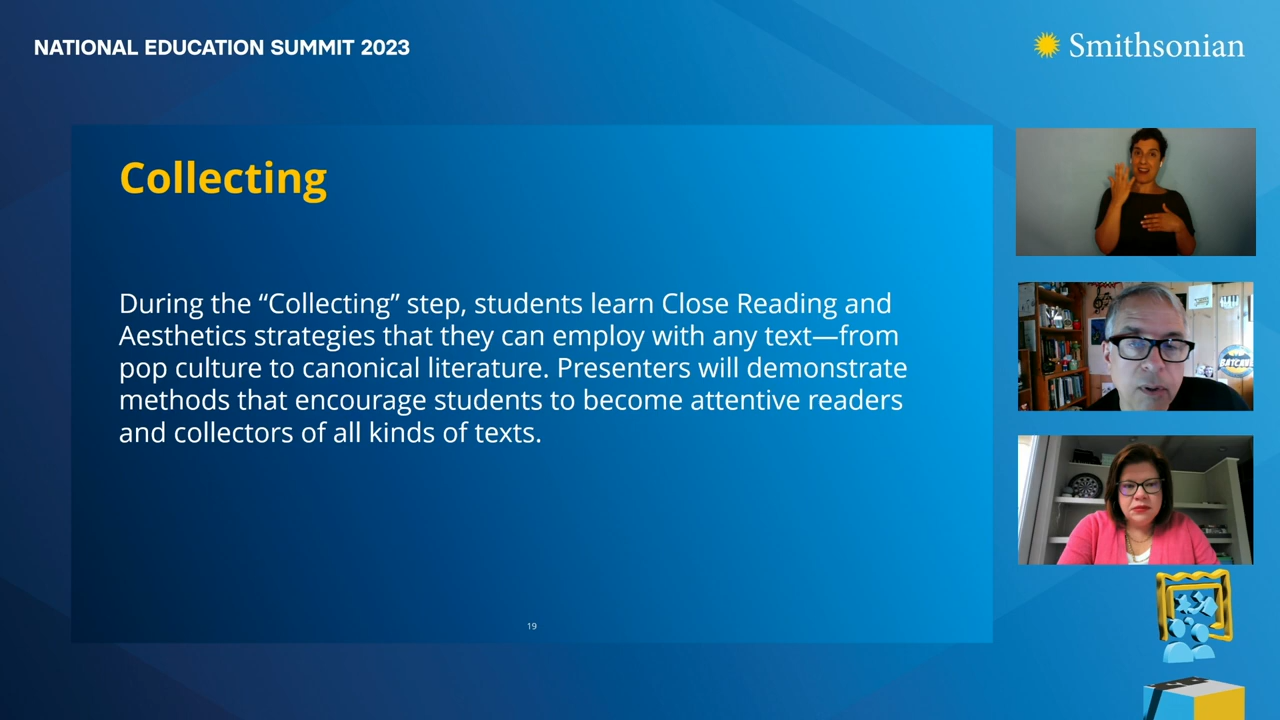 NATIONAL EDUCATION SUMMIT 2023
Smithsonian
Collecting
During the “Collecting” step, students learn Close Reading and
Aesthetics strategies that they can employ with any text—from
pop culture to canonical literature. Presenters will demonstrate
methods that encourage students to become attentive readers
and collectors of all kinds of texts.
19